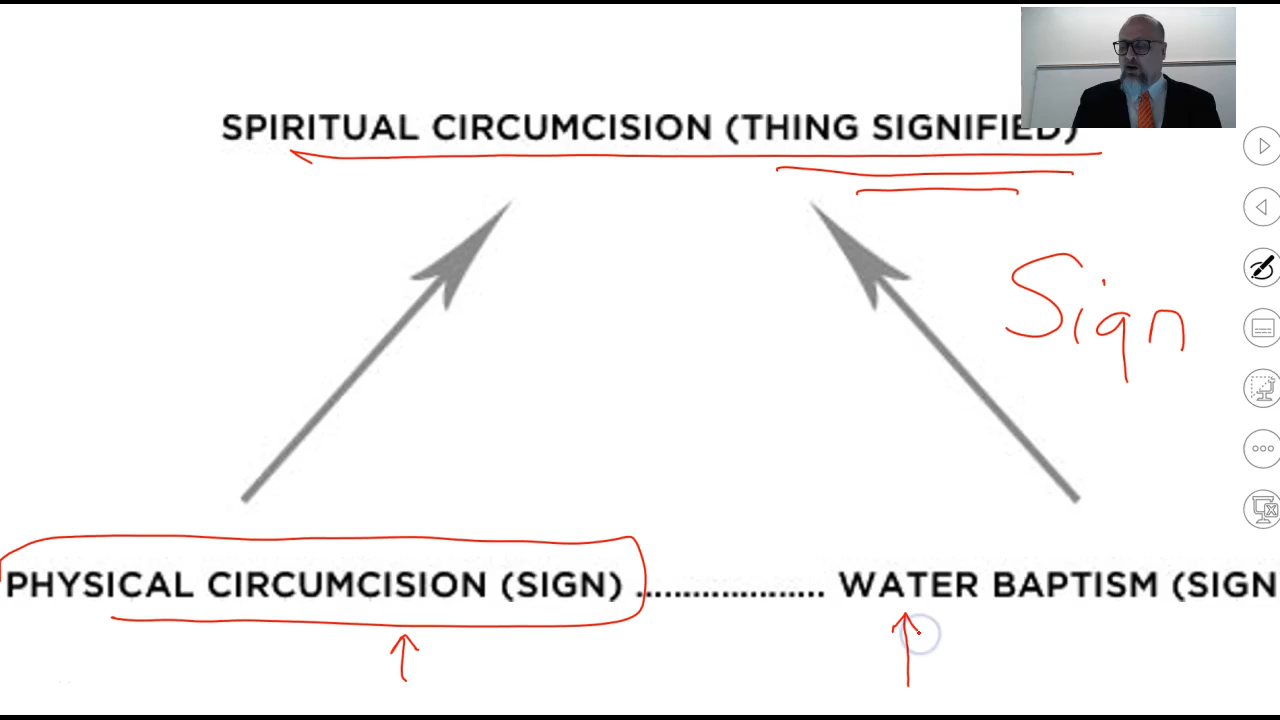 SPIRITUAL CIRCUMCISION (THING SIGNIFIED)
Sign
PHYSICAL CIRCUMCISION (SIGN) ..................... WATER BAPTISM (SIGN